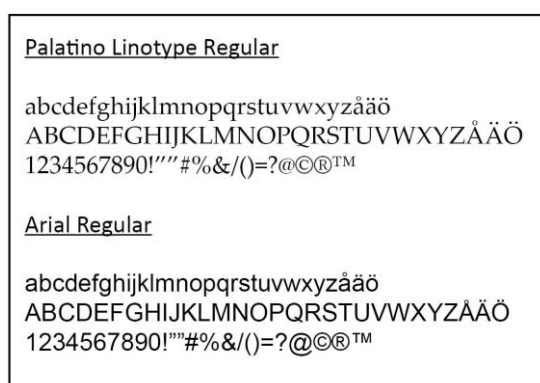 Palatino Linotype Regular
abcdefghijklmnopqrstuvwxyzåäö
ABCDEFGHIJKLMNOPQRSTUVWXYZÅÄÖ
1234567890!””#%&/()=?@©®™
Arial Regular
abcdefghijklmnopqrstuvwxyzåäö
ABCDEFGHIJKLMNOPQRSTUVWXYZÅÄÖ
1234567890!””#%&/()=?@©®™